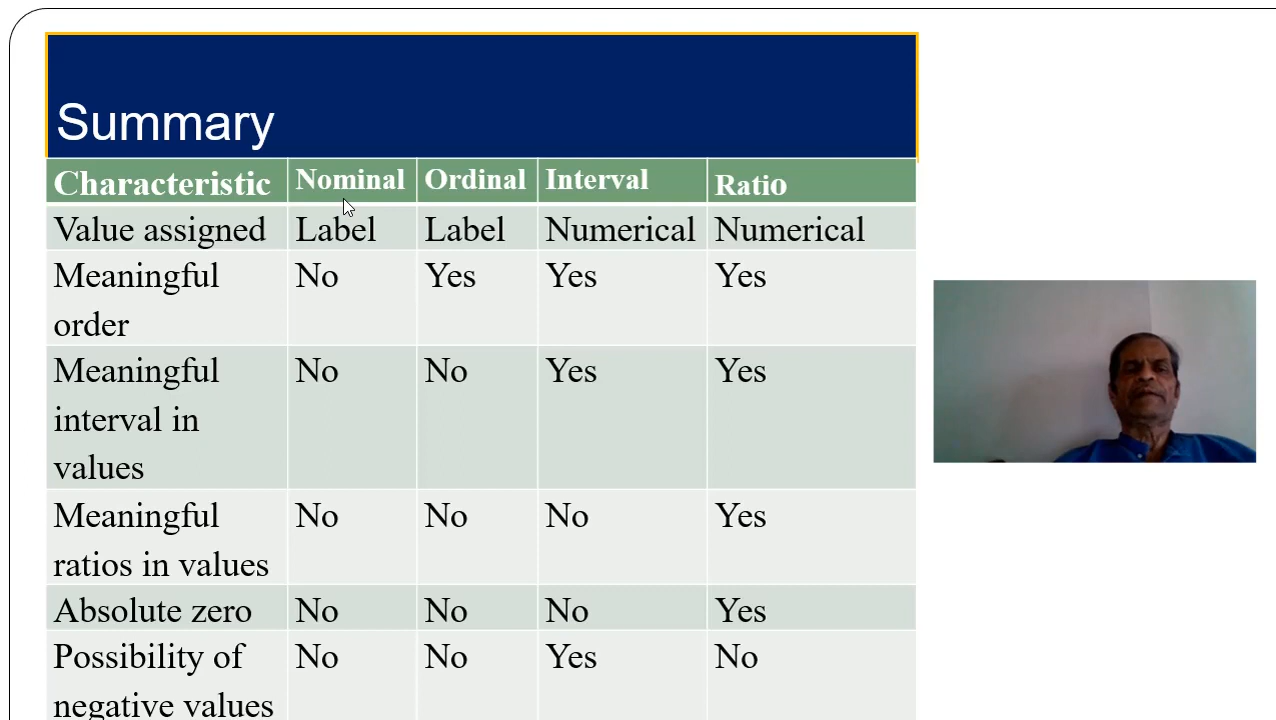 Summary
Characteristic Nominal Ordinal Interval Ratio
Value assigned Label Label Numerical Numerical
Meaningful No Yes Yes Yes
order
Meaningful No No Yes Yes
interval in
values
Meaningful No No No Yes
ratios in values
Absolute zero No No No Yes
Possibility of No No Yes No
negative values